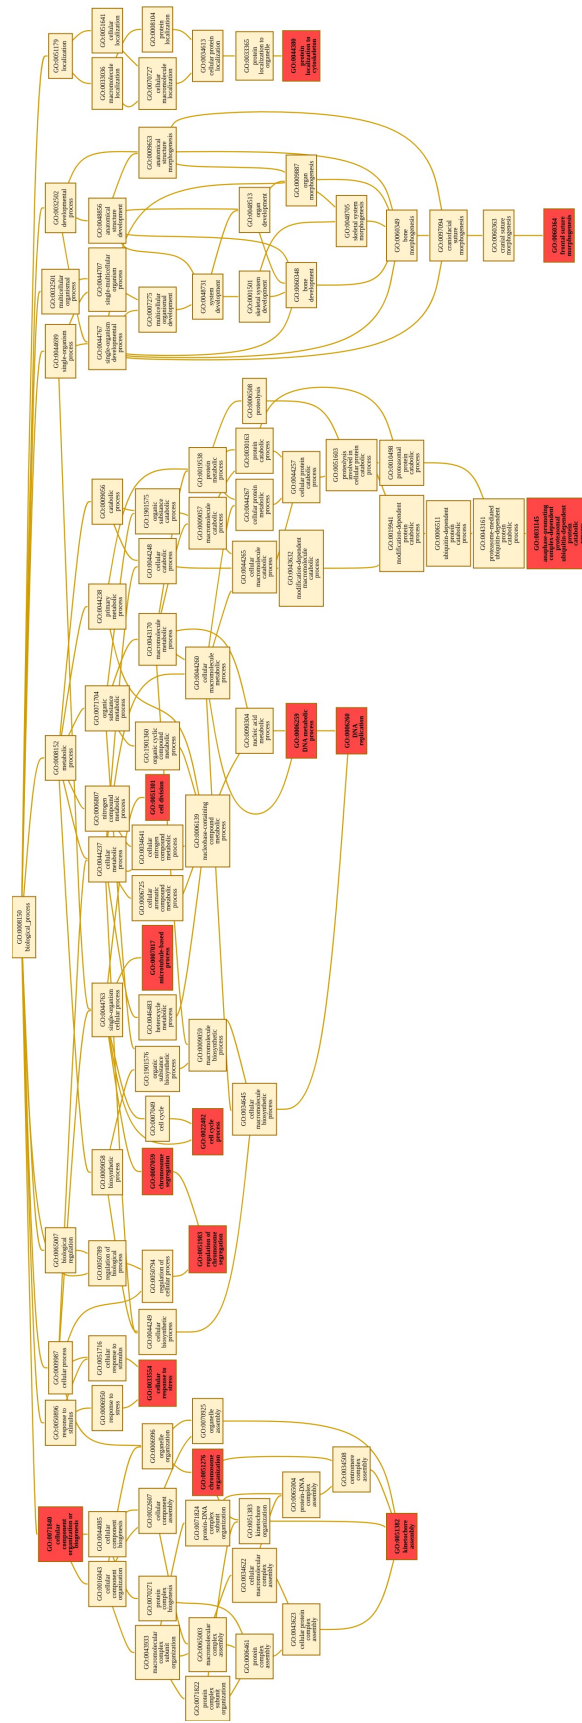 GO:0008150
biological_process
GO:0071840
cellular
component
organization or
biogenesis
GO:0050896
response to
stimulus
GO:0009987
cellular process
GO:0065007
biological
regulation
GO:0008152
metabolic
process
GO:0044699
single-organism
process
GO:0032501
multicellular
organismal
process
GO:0032502
developmental
process
GO:0051179
localization
GO:0016043
cellular
component
organization
GO:0044085
cellular
component
biogenesis
GO:0006950
response to
stress
GO:0051716
cellular
response to
stimulus
GO:0050789
regulation of
biological
process
GO:0009058
biosynthetic
process
GO:0044763
single-organism
cellular process
GO:0044237
cellular
metabolic
process
GO:0006807
nitrogen
compound
metabolic
process
GO:0071704
organic
substance
metabolic
process
GO:0044238
primary
metabolic
process
GO:0009056
catabolic
process
GO:0044767
single-organism
developmental
process
GO:0044707
single-multicellular
organism
process
GO:0048856
anatomical
structure
development
GO:0033036
macromolecule
localization
GO:0051641
cellular
localization
GO:0043933
macromolecular
complex
subunit
organization
GO:0070271
protein
complex
biogenesis
GO:0022607
cellular
component
assembly
GO:0006996
organelle
organization
GO:0033554
cellular
response to
stress
GO:0044249
cellular
biosynthetic
process
GO:0050794
regulation of
cellular process
GO:0007059
chromosome
segregation
GO:0007049
cell cycle
GO:1901576
organic
substance
biosynthetic
process
GO:0046483
heterocycle
metabolic
process
GO:0007017
microtubule-based
process
GO:0006725
cellular
aromatic
compound
metabolic
process
GO:0034641
cellular
nitrogen
compound
metabolic
process
GO:0051301
cell division
GO:1901360
organic cyclic
compound
metabolic
process
GO:0043170
macromolecule
metabolic
process
GO:0044248
cellular
catabolic
process
GO:1901575
organic
substance
catabolic
process
GO:0007275
multicellular
organismal
development
GO:0009653
anatomical
structure
morphogenesis
GO:0070727
cellular
macromolecule
localization
GO:0008104
protein
localization
GO:0071822
protein
complex
subunit
organization
GO:0065003
macromolecular
complex
assembly
GO:0071824
protein-DNA
complex
subunit
organization
GO:0051276
chromosome
organization
GO:0070925
organelle
assembly
GO:0051983
regulation of
chromosome
segregation
GO:0022402
cell cycle
process
GO:0009059
macromolecule
biosynthetic
process
GO:0006139
nucleobase-containing
compound
metabolic
process
GO:0044260
cellular
macromolecule
metabolic
process
GO:0009057
macromolecule
catabolic
process
GO:0019538
protein
metabolic
process
GO:0048731
system
development
GO:0034613
cellular protein
localization
GO:0006461
protein
complex
assembly
GO:0034622
cellular
macromolecular
complex
assembly
GO:0051383
kinetochore
organization
GO:0034645
cellular
macromolecule
biosynthetic
process
GO:0090304
nucleic acid
metabolic
process
GO:0044265
cellular
macromolecule
catabolic
process
GO:0044267
cellular protein
metabolic
process
GO:0030163
protein
catabolic
process
GO:0006508
proteolysis
GO:0001501
skeletal system
development
GO:0048513
organ
development
GO:0033365
protein
localization to
organelle
GO:0043623
cellular protein
complex
assembly
GO:0065004
protein-DNA
complex
assembly
GO:0006259
DNA metabolic
process
GO:0043632
modification-dependent
macromolecule
catabolic
process
GO:0044257
cellular protein
catabolic
process
GO:0060348
bone
development
GO:0009887
organ
morphogenesis
GO:0044380
protein
localization to
cytoskeleton
GO:0034508
centromere
complex
assembly
GO:0006260
DNA
replication
GO:0051603
proteolysis
involved in
cellular protein
catabolic
process
GO:0048705
skeletal system
morphogenesis
GO:0051382
kinetochore
assembly
GO:0019941
modification-dependent
protein
catabolic
process
GO:0010498
proteasomal
protein
catabolic
process
GO:0060349
bone
morphogenesis
GO:0006511
ubiquitin-dependent
protein
catabolic
process
GO:0097094
craniofacial
suture
morphogenesis
GO:0043161
proteasome-mediated
ubiquitin-dependent
protein
catabolic
process
GO:0060363
cranial suture
morphogenesis
GO:0031145
anaphase-promoting
complex-dependent
proteasomal
ubiquitin-dependent
protein
catabolic
GO:0060364
frontal suture
morphogenesis